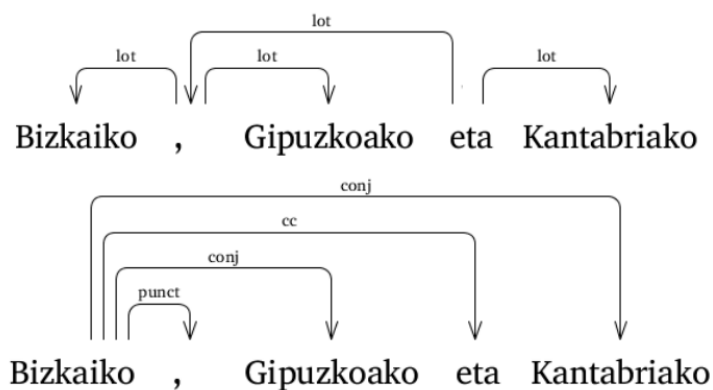 lot
lot lot lot
Bizkaiko , Gipuzkoako eta Kantabriako
conj
cc
conj
punct
Bizkaiko , Gipuzkoako eta Kantabriako